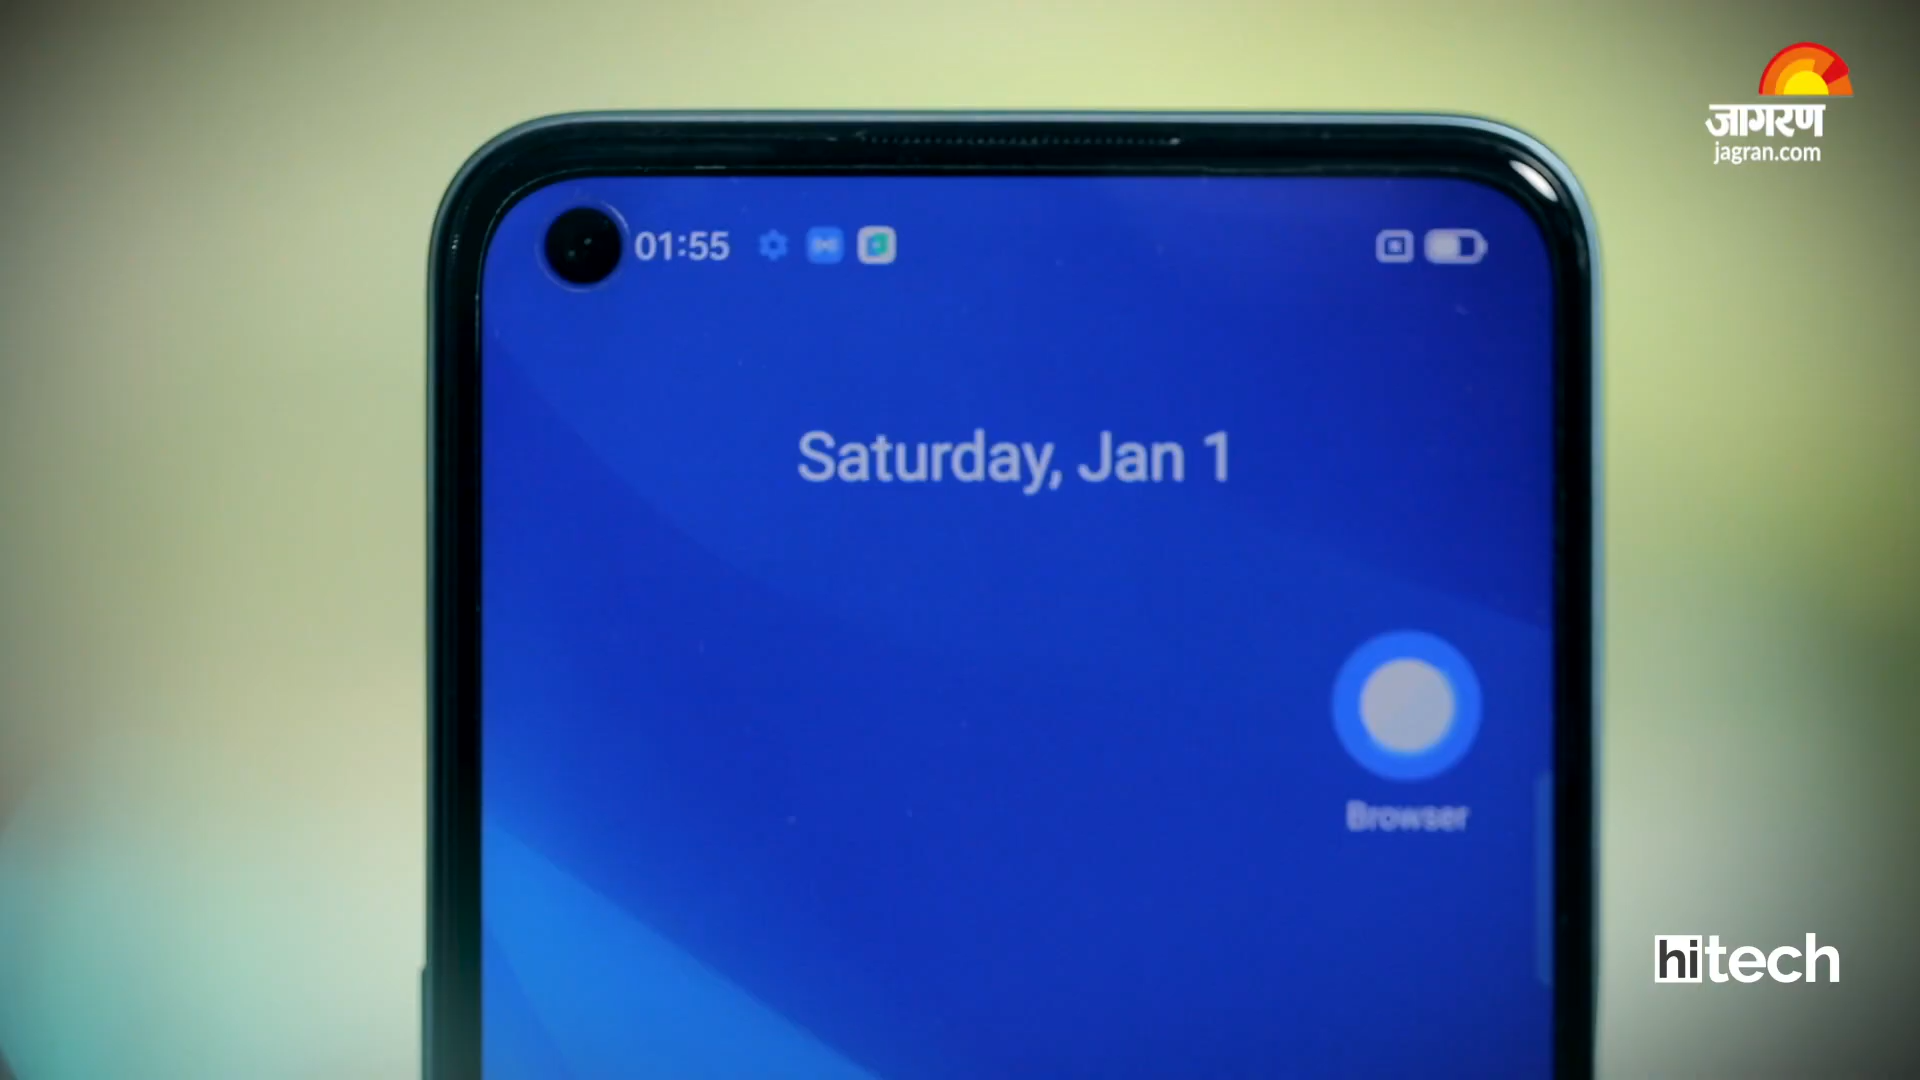 जागरण
jagran.com
01:55
Saturday, Jan 1
Browser
hitech